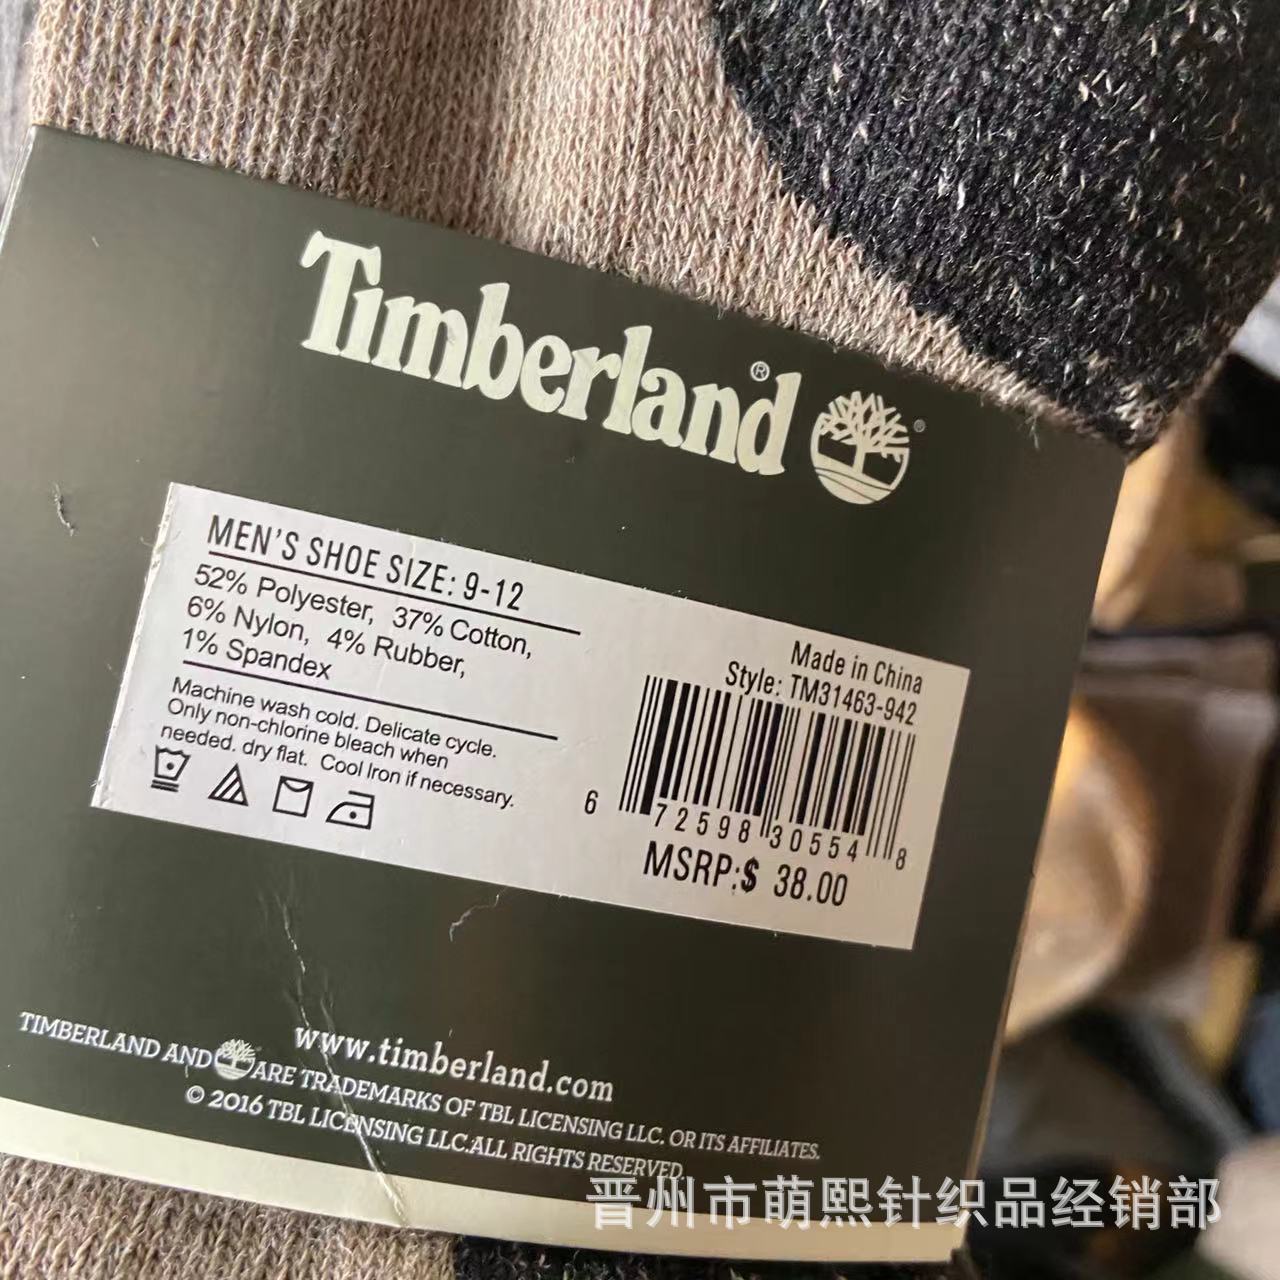 Timberland®
®
MEN'S SHOE SIZE: 9-12
52% Polyester, 37% Cotton,
6% Nylon, 4% Rubber,
1% Spandex
Machine wash cold. Delicate cycle.
Only non-chlorine bleach when
needed. dry flat. Cool Iron if necessary.
Made in China
Style: TM31463-942
6 72598 30554 8
MSRP:$ 38.00
www.timberland.com
TIMBERLAND AND ARE TRADEMARKS OF TBL LICENSING LLC. OR ITS AFFILIATES.
© 2016 TBL LICENSING LLC.ALL RIGHTS RESERVED.
晋州市萌熙针织品经销部